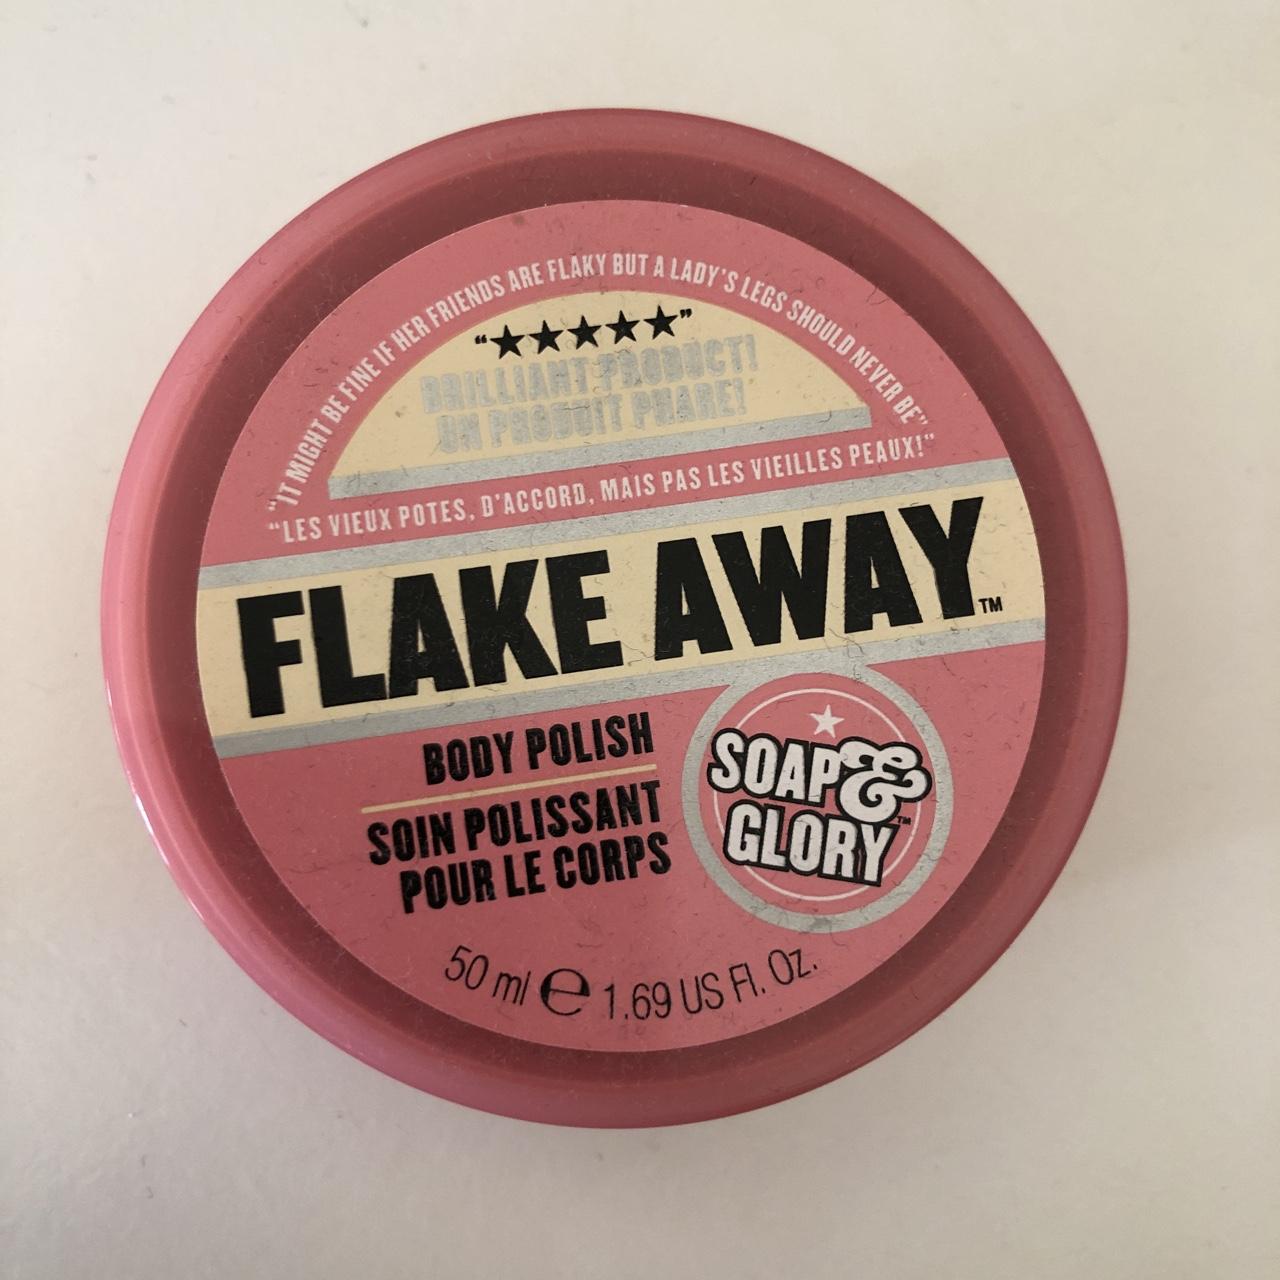 "IT MIGHT BE FINE IF HER FRIENDS ARE FLAKY BUT A LADY'S LEGS SHOULD NEVER BE"
"★★★★★"
BRILLIANT PRODUCT!
UN PRODUIT PHARE!
"LES VIEUX POTES, D'ACCORD, MAIS PAS LES VIEILLES PEAUX!"
FLAKE AWAY™
BODY POLISH
SOIN POLISSANT
POUR LE CORPS
SOAP &
GLORY™
50 ml ℮ 1.69 US Fl. Oz.